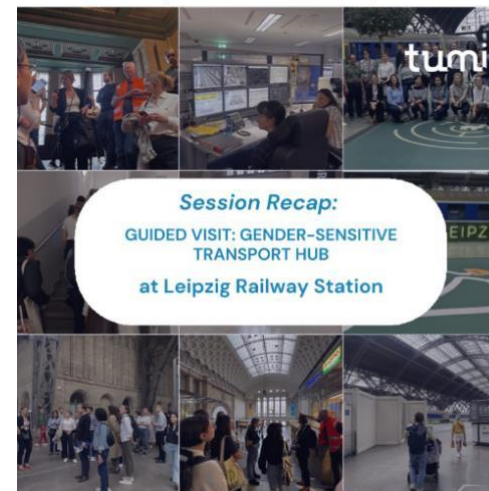 tumi
Session Recap:
GUIDED VISIT: GENDER-SENSITIVE
TRANSPORT HUB
at Leipzig Railway Station
LEIPZ